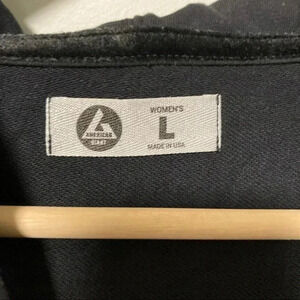 AMERICAN
GIANT
WOMEN'S
L
MADE IN USA